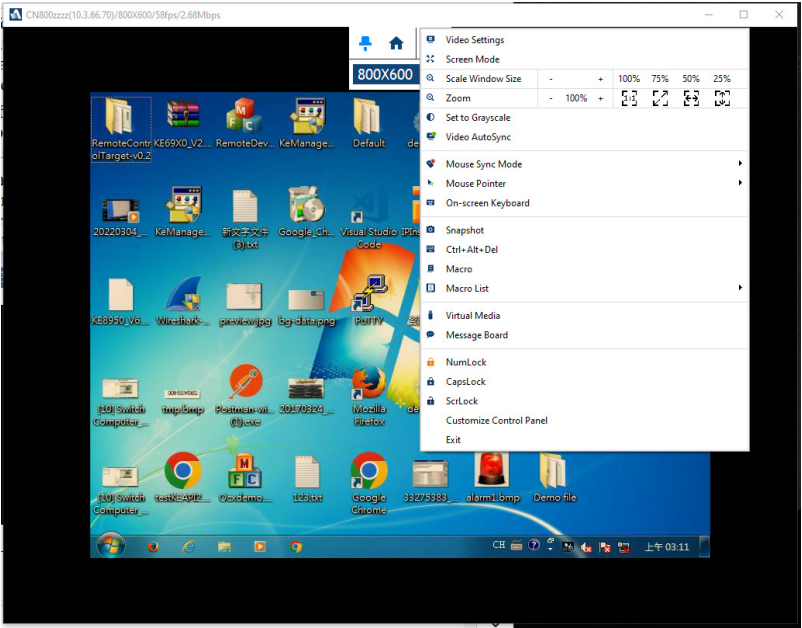 CN800zzzz(10.3.66.70)/800X600/58fps/2.68Mbps
800X600
Video Settings
Screen Mode
Scale Window Size - + 100% 75% 50% 25%
Zoom - 100% +
Set to Grayscale
Video AutoSync
Mouse Sync Mode
Mouse Pointer
On-screen Keyboard
Snapshot
Ctrl+Alt+Del
Macro
Macro List
Virtual Media
Message Board
NumLock
CapsLock
ScrLock
Customize Control Panel
Exit
RemoteContr KE69X0_V2... RemoteDev... KeManage... Default de
olTarget-v0.2
20220304_... KeManage... 新文字文件 Google_Ch... Visual Studio IPIns
(3).txt Code
KE8950_V6... Wireshark-... preview.jpg bg-data.png PuTTY
(10) Switch tmp.bmp Postman-wi... 20170324_... Mozilla de
Computer_... (1).exe Firefox
(10) Switch testKEAPI2... Ocxdemo... 123.txt Google 33275383_... alarm1.bmp Demo file
Computer_... Chrome
CH 上午 03:11